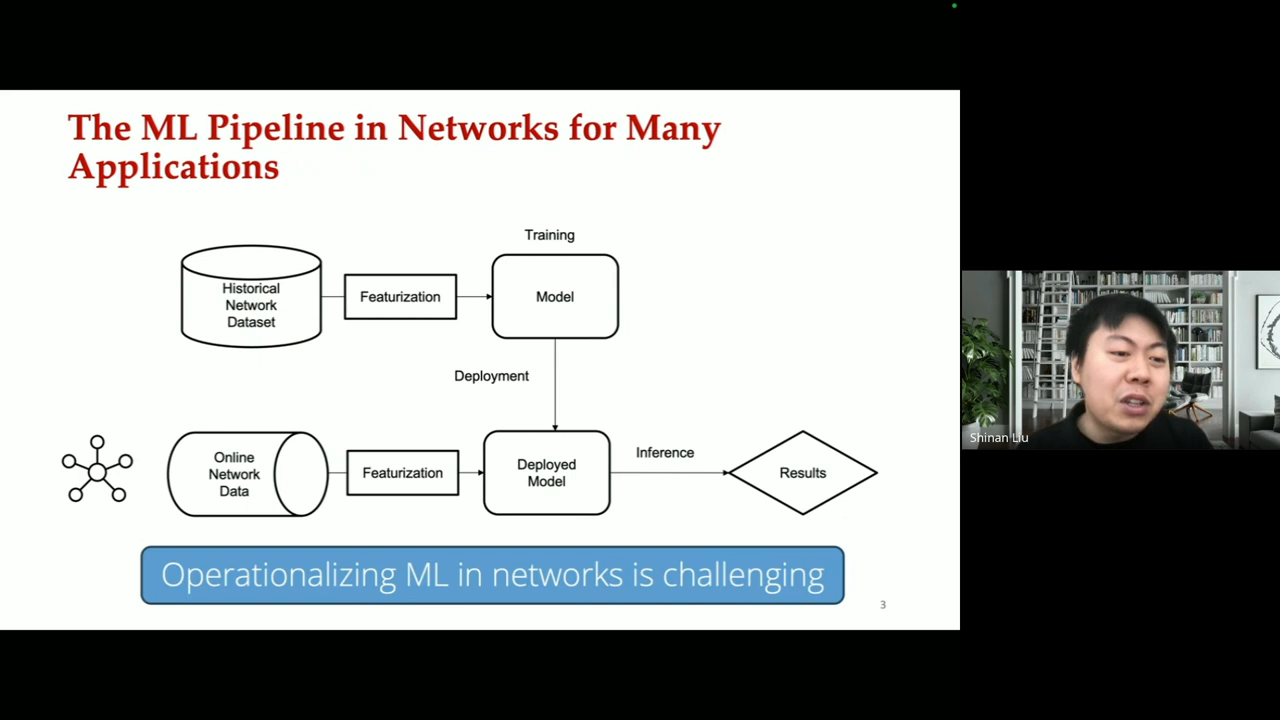 The ML Pipeline in Networks for Many
Applications
Training
Historical
Network
Dataset
Featurization
Model
Deployment
Online
Network
Data
Featurization
Deployed
Model
Inference
Results
Operationalizing ML in networks is challenging
3
Shinan Liu